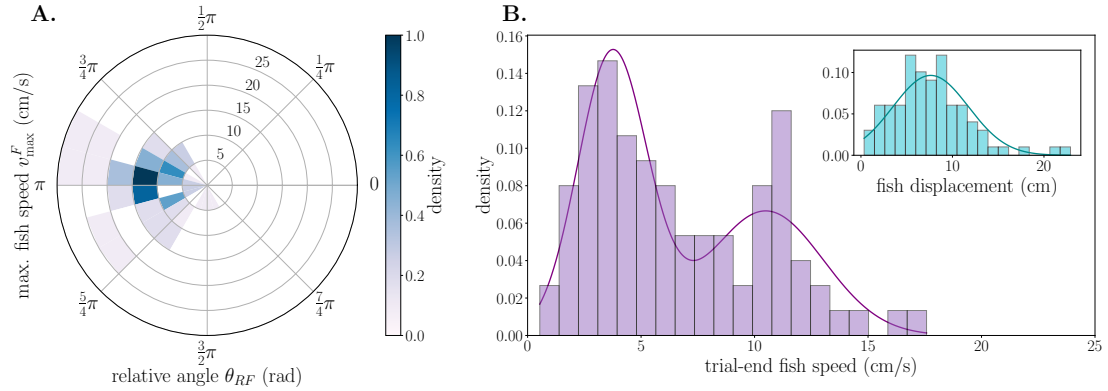 A.
½π
¾π
¼π
π
0
5/4π
7/4π
3/2π
5
10
15
20
25
max. fish speed v^F_max (cm/s)
relative angle θ_RF (rad)
1.0
0.8
0.6
0.4
0.2
0.0
density
B.
0.16
0.14
0.12
0.10
0.08
0.06
0.04
0.02
0.00
density
0
5
10
15
20
25
trial-end fish speed (cm/s)
0.10
0.05
0.00
0
10
20
fish displacement (cm)